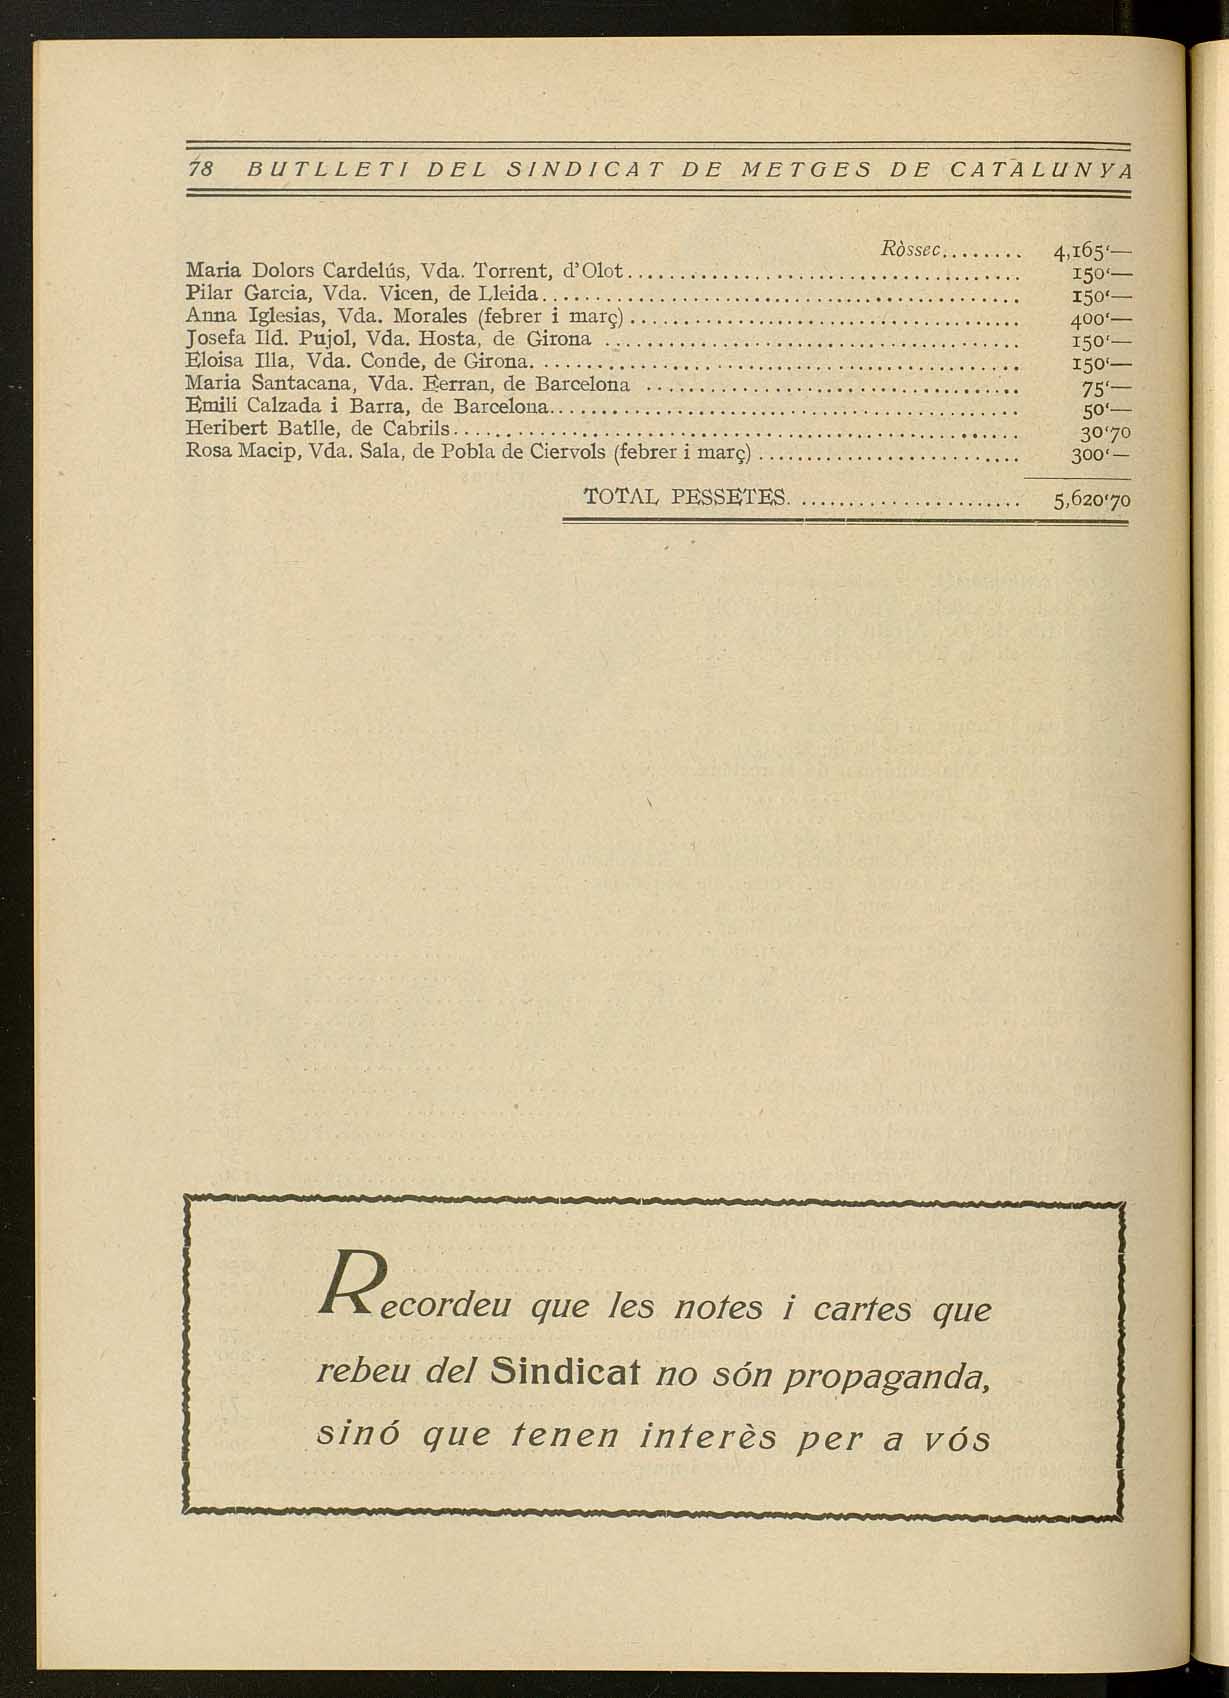 78 BUTLLETI DEL SINDICAT DE METGES DE CATALUNYA
Ròssec........ 4,165'—
Maria Dolors Cardelús, Vda. Torrent, d'Olot........ 150'—
Pilar Garcia, Vda. Vicen, de Lleida........ 150'—
Anna Iglesias, Vda. Morales (febrer i març)........ 400'—
Josefa Ild. Pujol, Vda. Hosta, de Girona........ 150'—
Eloisa Illa, Vda. Conde, de Girona........ 150'—
Maria Santacana, Vda. Eerran, de Barcelona........ 75'—
Emili Calzada i Barra, de Barcelona........ 50'—
Heribert Batlle, de Cabrils........ 30'70
Rosa Macip, Vda. Sala, de Pobla de Ciervols (febrer i març)........ 300'—
TOTAL PESSETES........ 5,620'70
Recordeu que les notes i cartes que
rebeu del Sindicat no són propaganda,
sinó que tenen interès per a vós